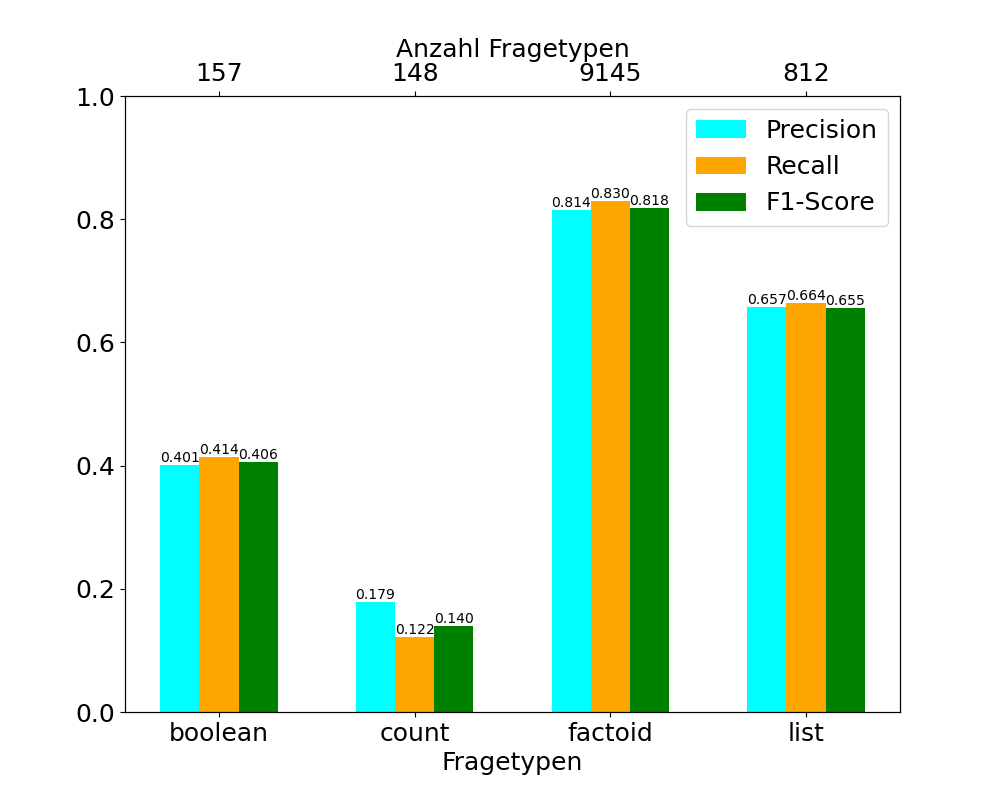 Anzahl Fragetypen
157 148 9145 812
1.0
0.8
0.6
0.4
0.2
0.0
Precision
Recall
F1-Score
0.401 0.414 0.406
0.179 0.122 0.140
0.814 0.830 0.818
0.657 0.664 0.655
boolean count factoid list
Fragetypen